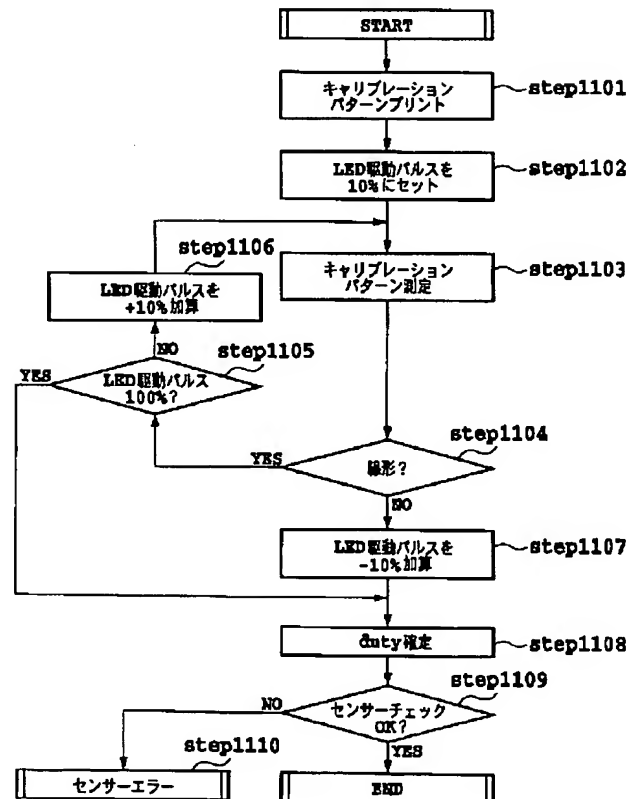 START
キャリブレーション
パターンプリント
step1101
LED駆動パルスを
10%にセット
step1102
step1106
LED駆動パルスを
+10%加算
キャリブレーション
パターン測定
step1103
NO
step1105
YES
LED駆動パルス
100%?
step1104
YES
線形?
NO
LED駆動パルスを
-10%加算
step1107
duty確定
step1108
step1109
NO
センサーチェック
OK?
YES
step1110
センサーエラー
END